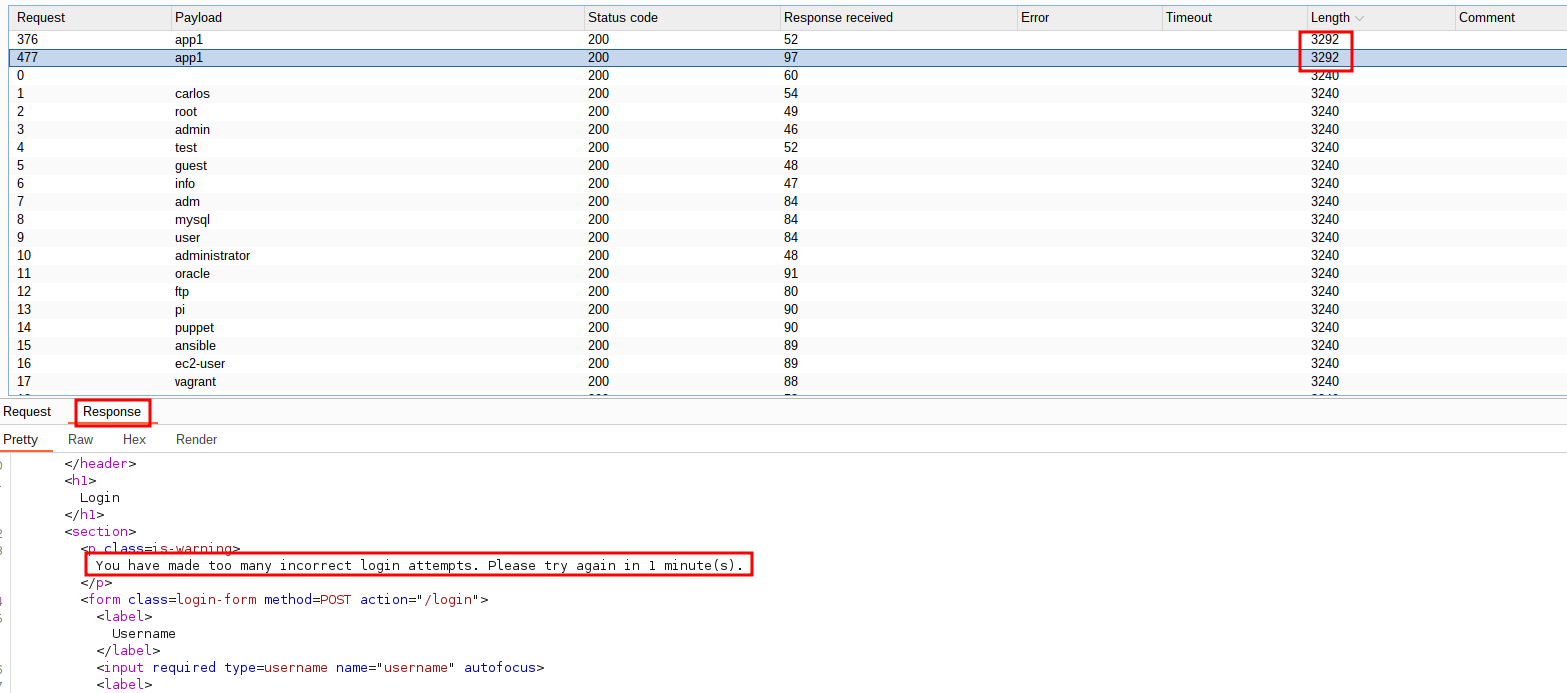 Request Payload Status code Response received Error Timeout Length Comment
376 app1 200 52 3292
477 app1 200 97 3292
0 200 60 3240
1 carlos 200 54 3240
2 root 200 49 3240
3 admin 200 46 3240
4 test 200 52 3240
5 guest 200 48 3240
6 info 200 47 3240
7 adm 200 84 3240
8 mysql 200 84 3240
9 user 200 84 3240
10 administrator 200 48 3240
11 oracle 200 91 3240
12 ftp 200 80 3240
13 pi 200 90 3240
14 puppet 200 90 3240
15 ansible 200 89 3240
16 ec2-user 200 89 3240
17 vagrant 200 88 3240
Request Response
Pretty Raw Hex Render
</header>
<h1>
Login
</h1>
<section>
<p class=is-warning>
You have made too many incorrect login attempts. Please try again in 1 minute(s).
</p>
<form class=login-form method=POST action="/login">
<label>
Username
</label>
<input required type=username name="username" autofocus>
<label>